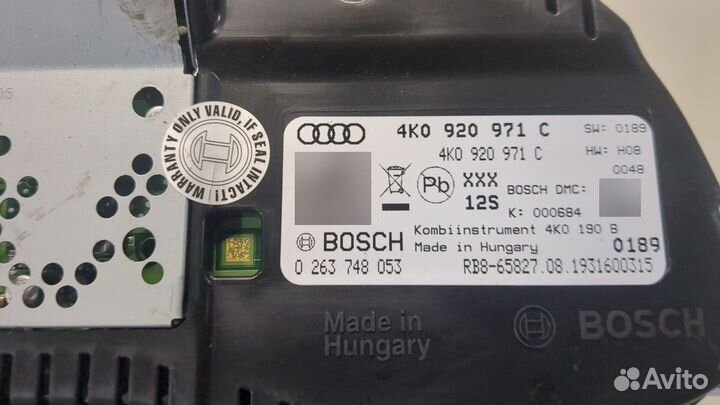 05
WARRANTY ONLY VALID, IF SEAL INTACT!
4K0 920 971 C
SW: 0189
4K0 920 971 C
HW: H08
0048
Pb
XXX
12S
BOSCH DMC:
K: 000684
Kombiinstrument 4K0 190 B
BOSCH
Made in Hungary
0189
0 263 748 053
RB8-65827.08.1931600315
Made in
Hungary
BOSCH
Avito